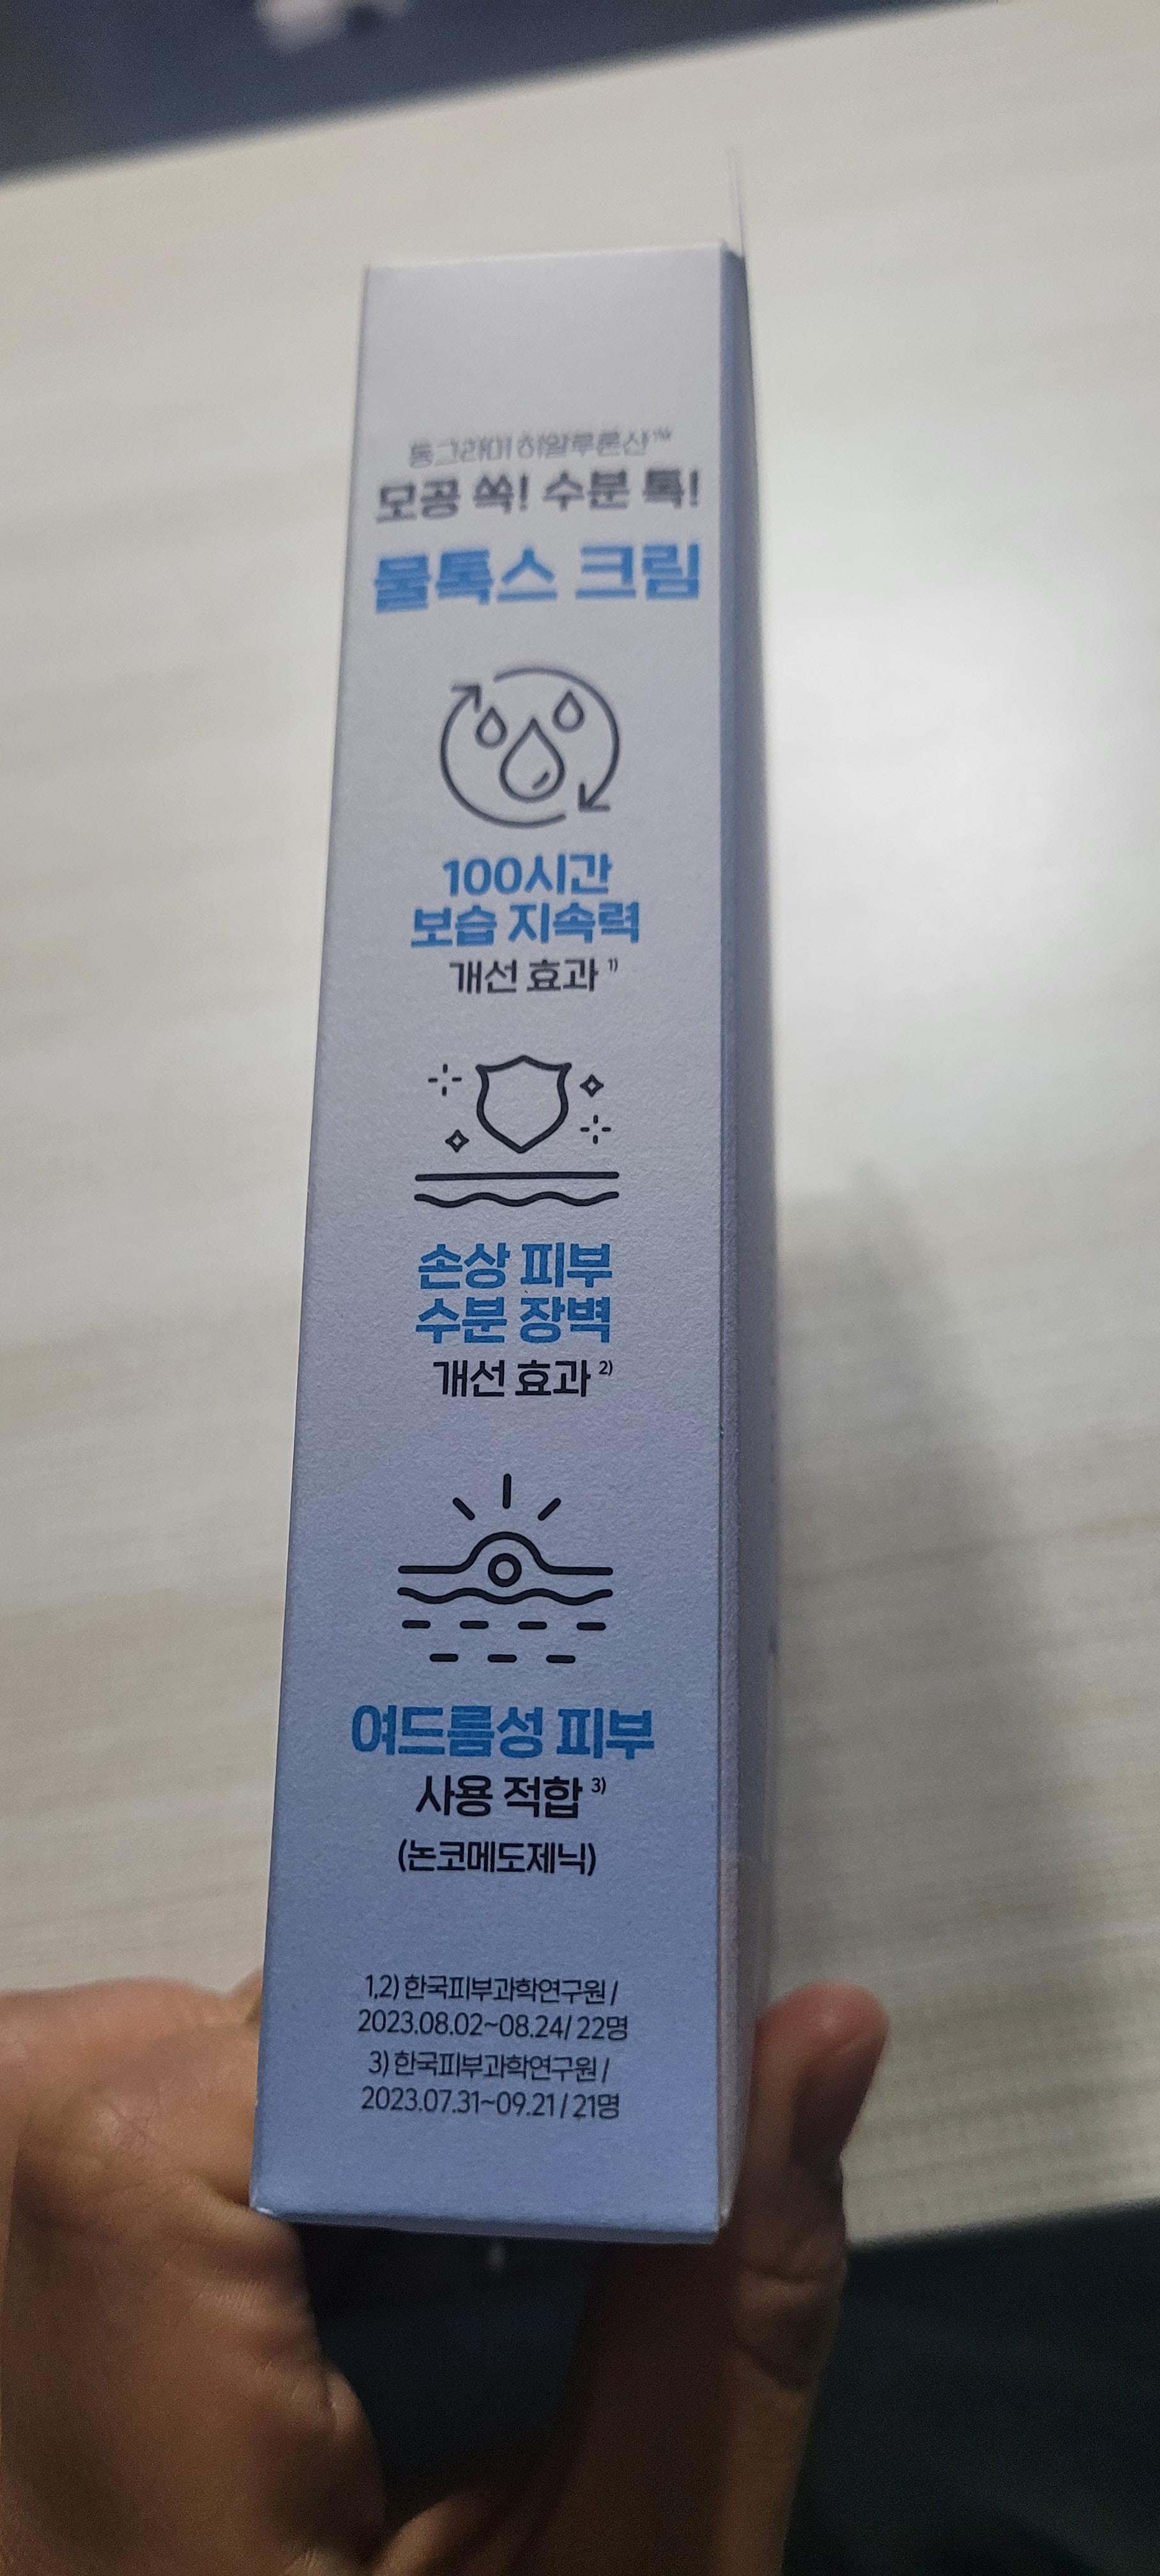 동그라미 히알루론산™
모공 쏙! 수분 톡!
물톡스 크림
100시간
보습 지속력
개선 효과 1)
손상 피부
수분 장벽
개선 효과 2)
여드름성 피부
사용 적합 3)
(논코메도제닉)
1,2) 한국피부과학연구원 /
2023.08.02~08.24/ 22명
3) 한국피부과학연구원 /
2023.07.31~09.21 / 21명